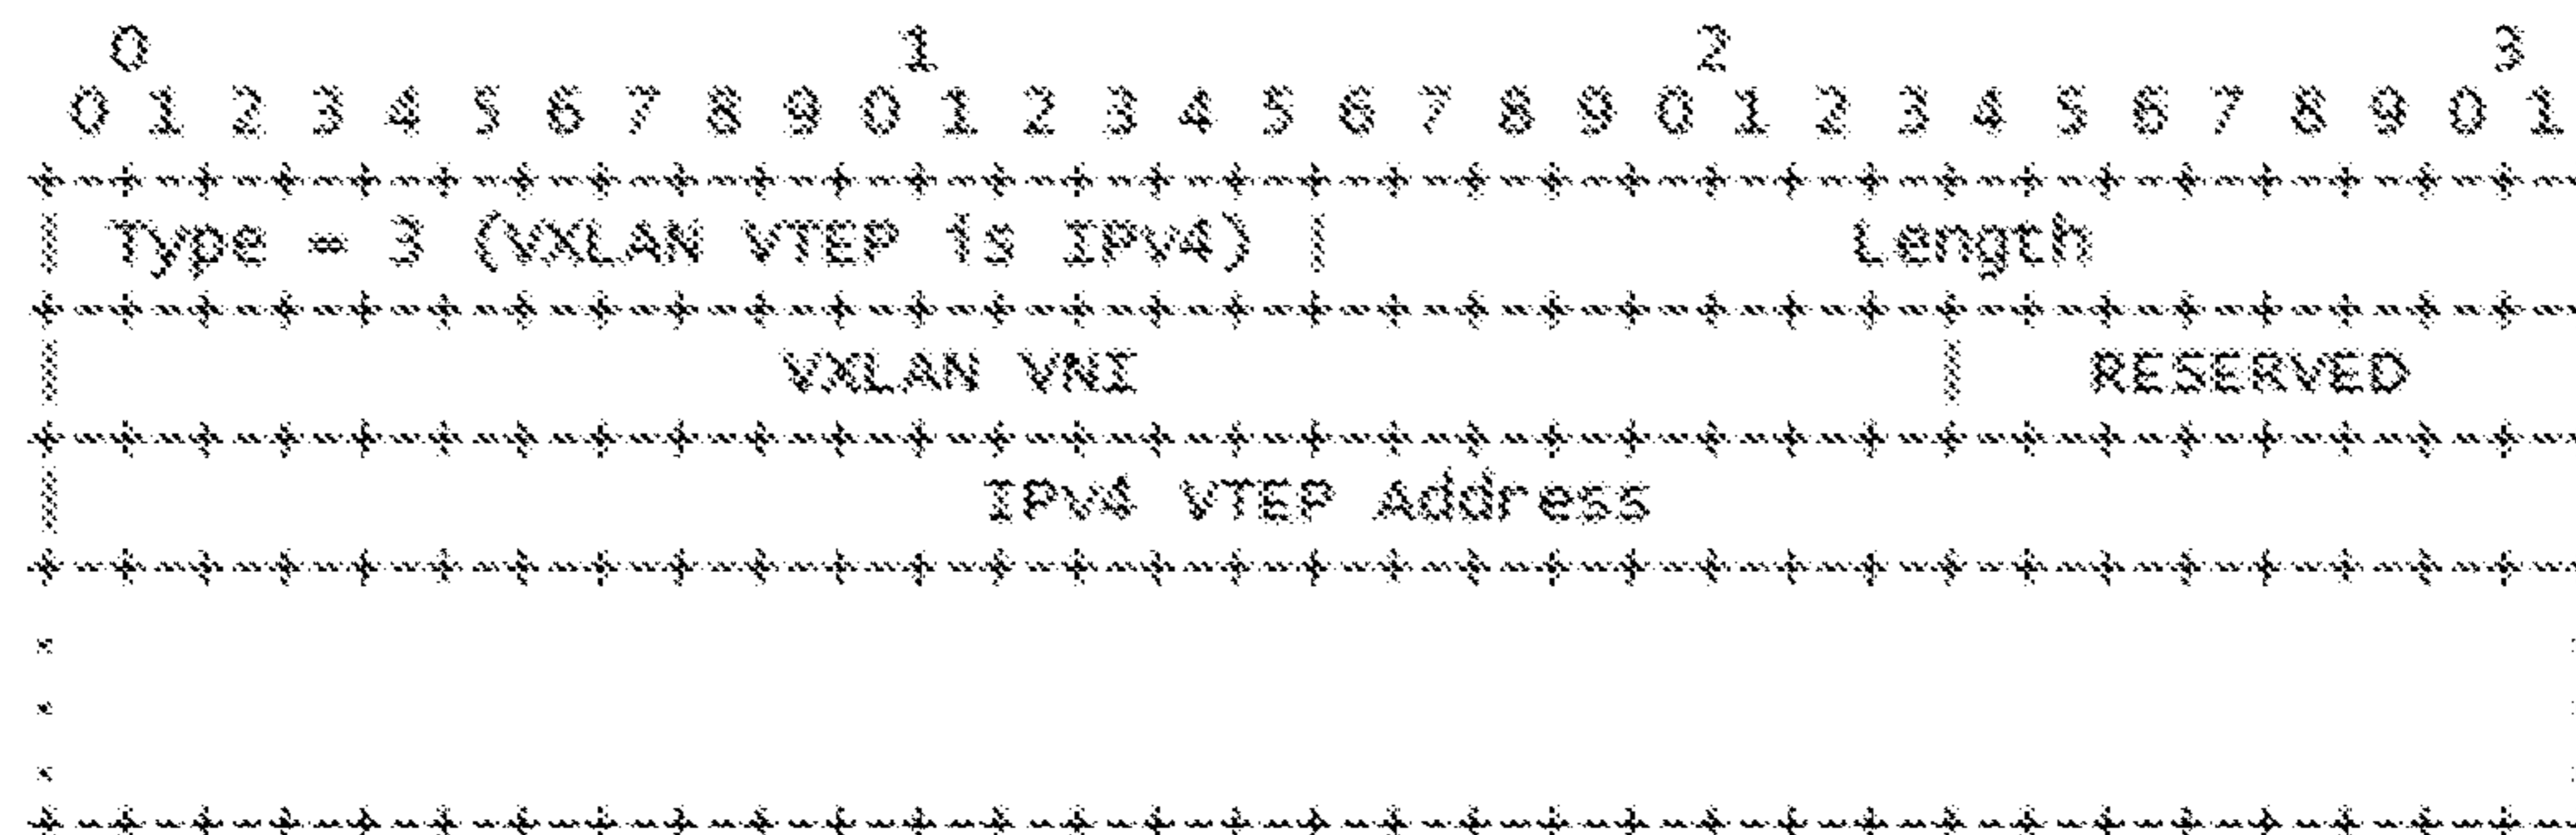 0 1 2 3
0 1 2 3 4 5 6 7 8 9 0 1 2 3 4 5 6 7 8 9 0 1 2 3 4 5 6 7 8 9 0 1
+-+-+-+-+-+-+-+-+-+-+-+-+-+-+-+-+-+-+-+-+-+-+-+-+-+-+-+-+-+-+-+-
| Type = 3 (VXLAN VTEP is IPv4) | Length
+-+-+-+-+-+-+-+-+-+-+-+-+-+-+-+-+-+-+-+-+-+-+-+-+-+-+-+-+-+-+-+-
| VXLAN VNI | RESERVED
+-+-+-+-+-+-+-+-+-+-+-+-+-+-+-+-+-+-+-+-+-+-+-+-+-+-+-+-+-+-+-+-
| IPv4 VTEP Address
+-+-+-+-+-+-+-+-+-+-+-+-+-+-+-+-+-+-+-+-+-+-+-+-+-+-+-+-+-+-+-+-
. .
. .
. .
+-+-+-+-+-+-+-+-+-+-+-+-+-+-+-+-+-+-+-+-+-+-+-+-+-+-+-+-+-+-+-+-